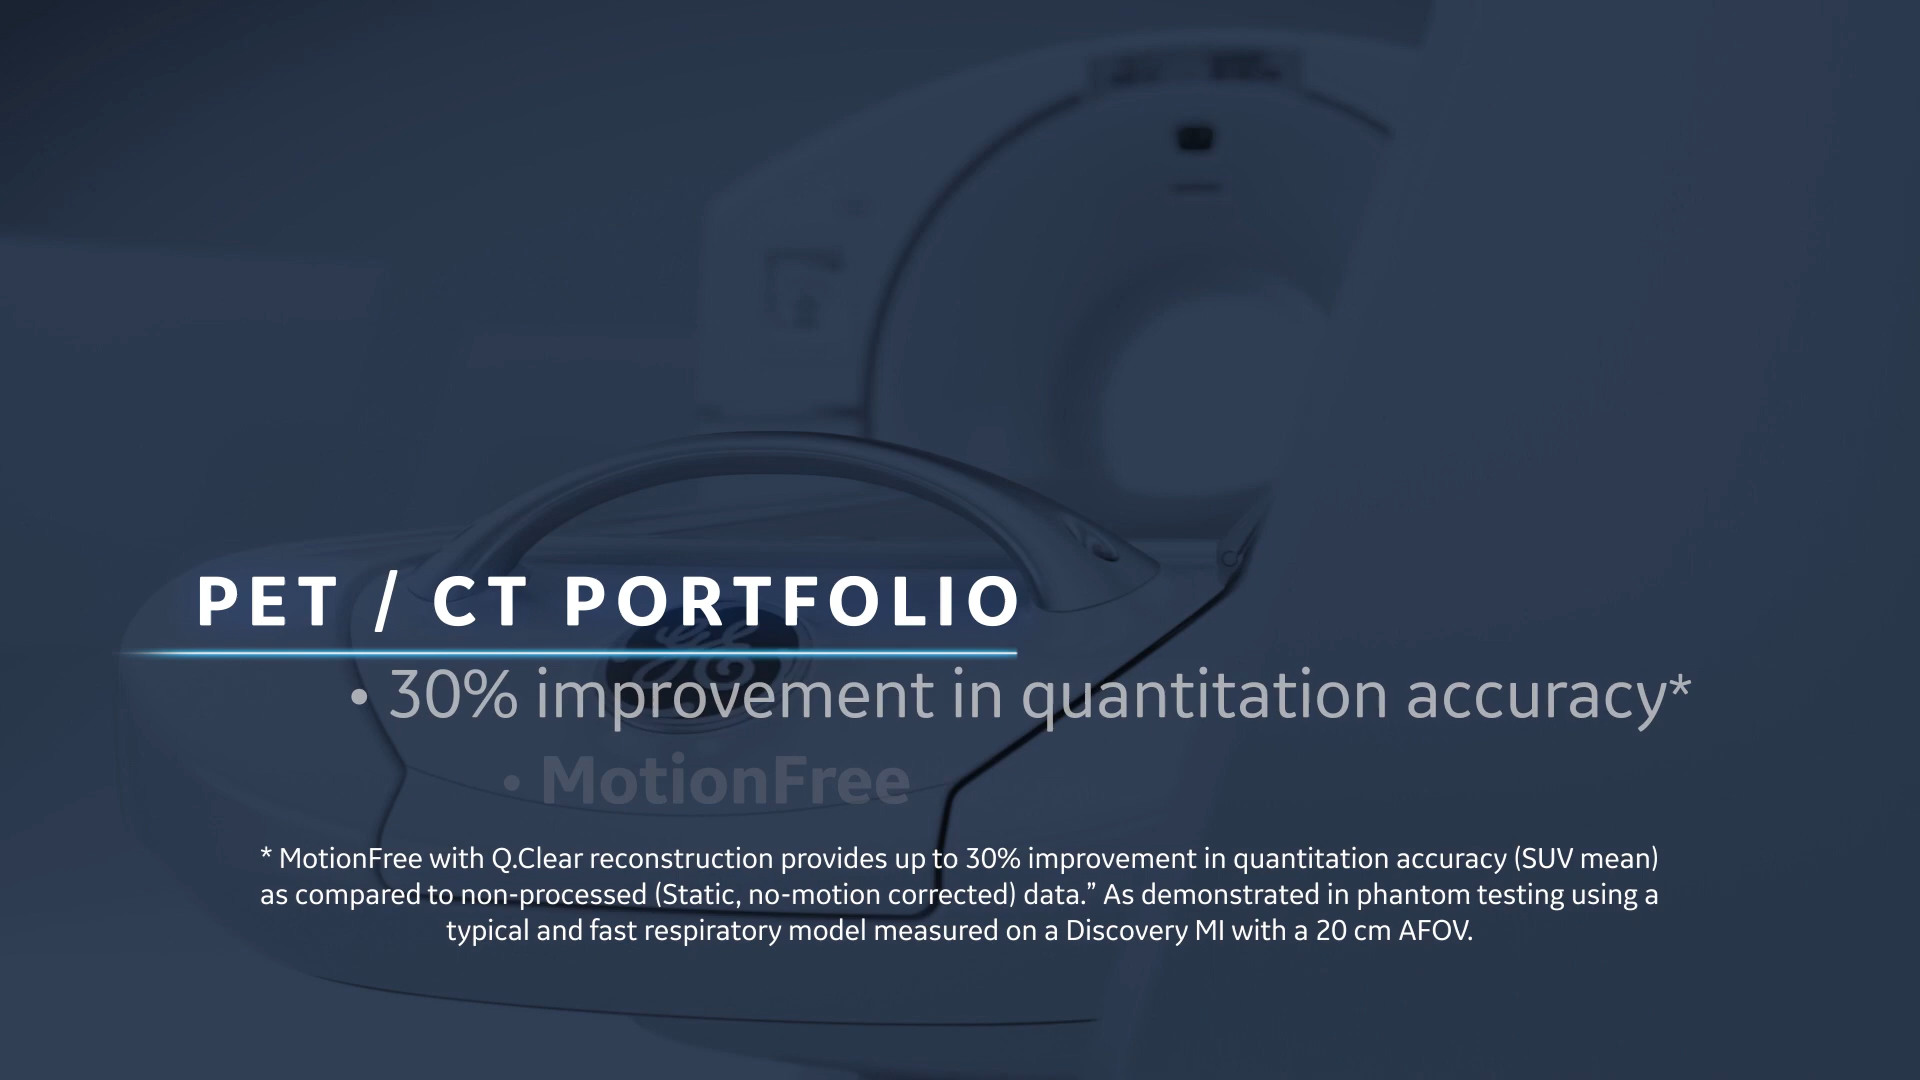 PET / CT PORTFOLIO
GE
• 30% improvement in quantitation accuracy*
• MotionFree
* MotionFree with Q.Clear reconstruction provides up to 30% improvement in quantitation accuracy (SUV mean)
as compared to non-processed (Static, no-motion corrected) data.” As demonstrated in phantom testing using a
typical and fast respiratory model measured on a Discovery MI with a 20 cm AFOV.